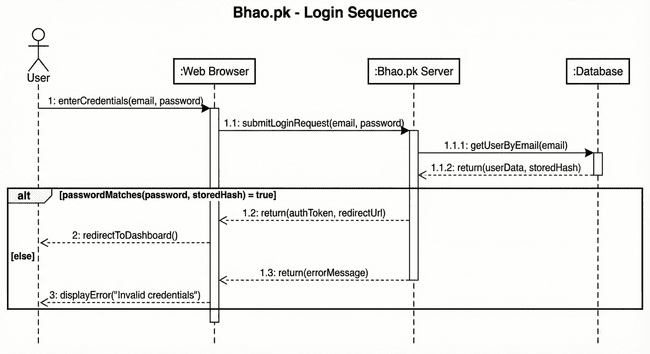 Bhao.pk - Login Sequence
User
:Web Browser
:Bhao.pk Server
:Database
1: enterCredentials(email, password)
1.1: submitLoginRequest(email, password)
1.1.1: getUserByEmail(email)
1.1.2: return(userData, storedHash)
alt
[passwordMatches(password, storedHash) = true]
1.2: return(authToken, redirectUrl)
2: redirectToDashboard()
[else]
1.3: return(errorMessage)
3: displayError("Invalid credentials")